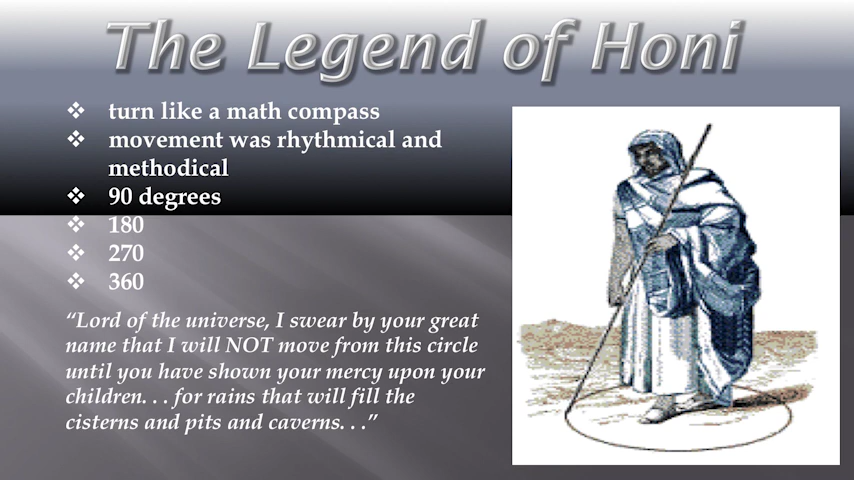 The Legend of Honi
❖ turn like a math compass
❖ movement was rhythmical and
methodical
❖ 90 degrees
❖ 180
❖ 270
❖ 360
“Lord of the universe, I swear by your great
name that I will NOT move from this circle
until you have shown your mercy upon your
children. . . for rains that will fill the
cisterns and pits and caverns. . .”